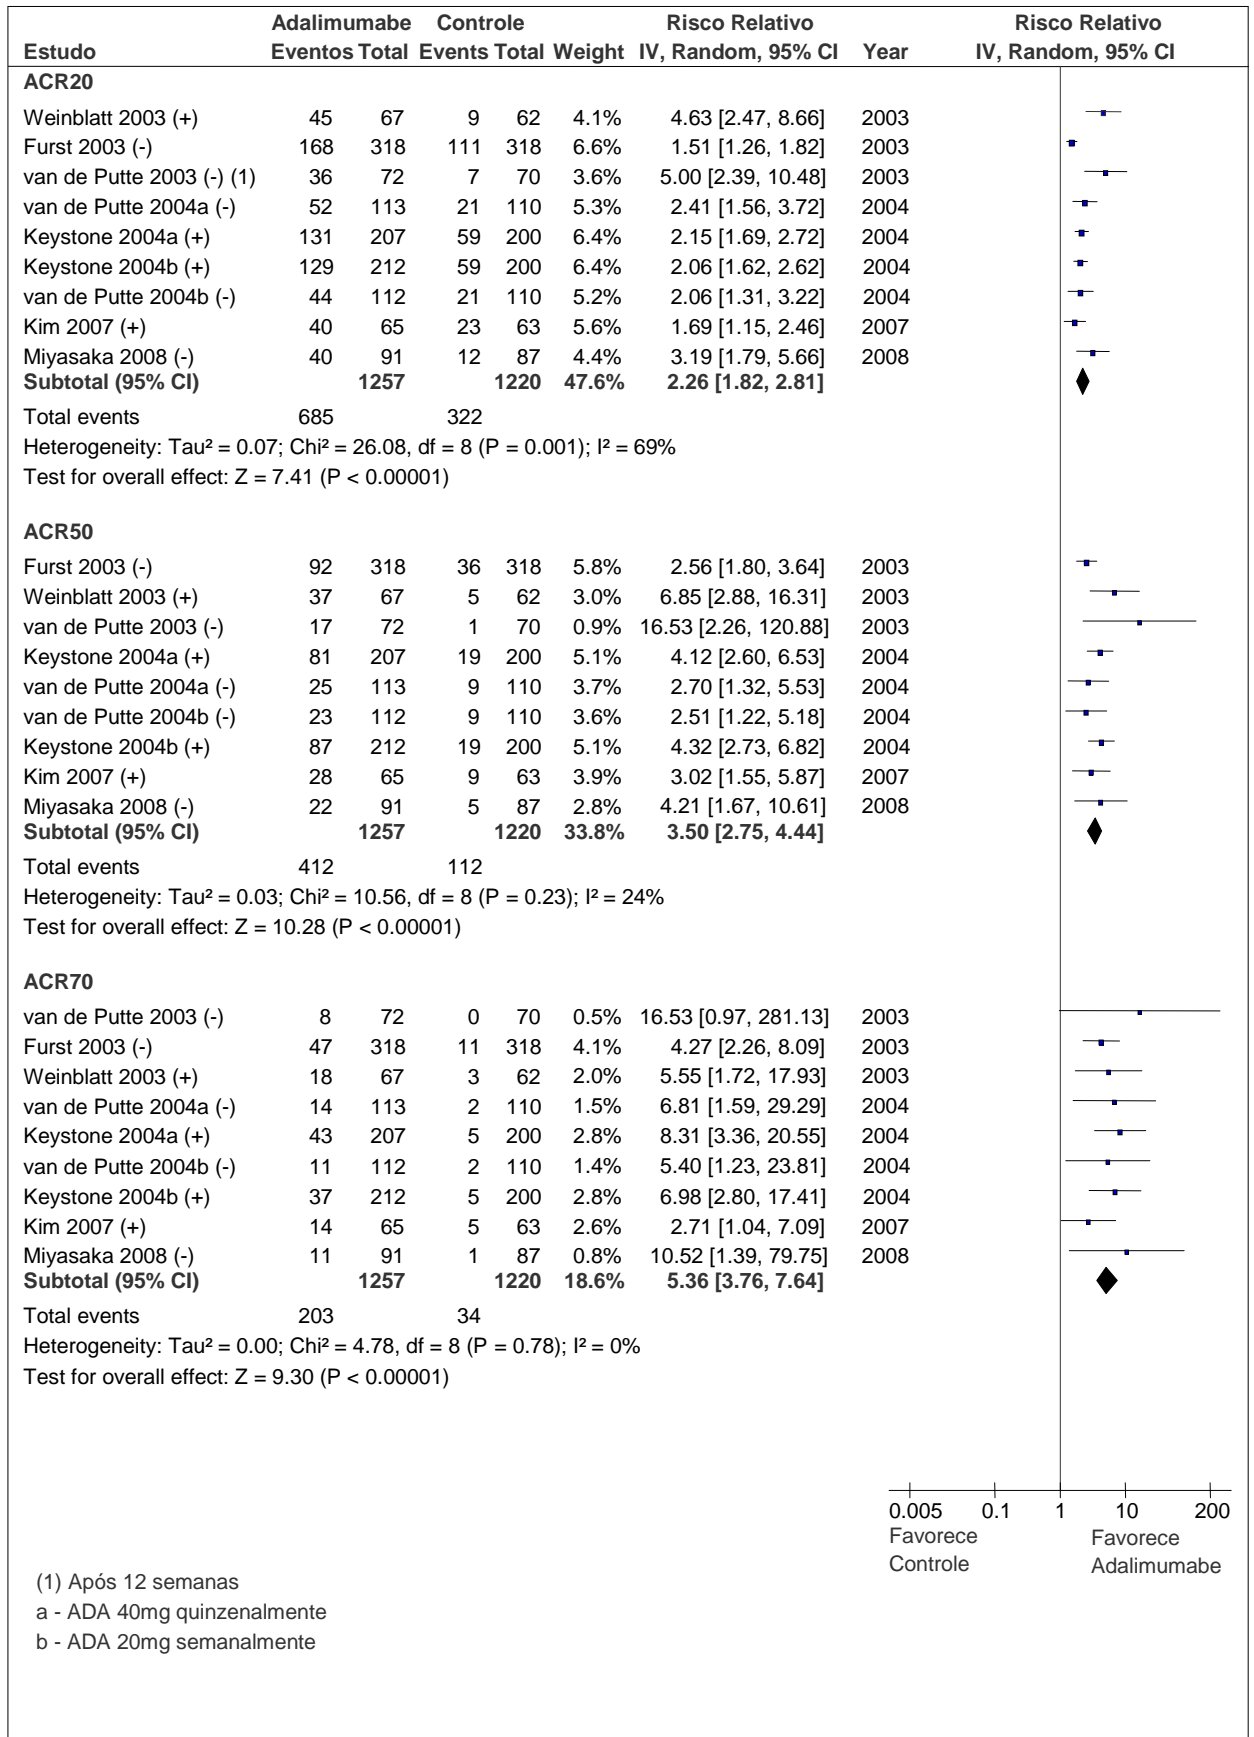 Adalimumabe Controle Risco Relativo Risco Relativo
Estudo Eventos Total Events Total Weight IV, Random, 95% CI Year IV, Random, 95% CI
ACR20
Weinblatt 2003 (+) 45 67 9 62 4.1% 4.63 [2.47, 8.66] 2003
Furst 2003 (-) 168 318 111 318 6.6% 1.51 [1.26, 1.82] 2003
van de Putte 2003 (-) (1) 36 72 7 70 3.6% 5.00 [2.39, 10.48] 2003
van de Putte 2004a (-) 52 113 21 110 5.3% 2.41 [1.56, 3.72] 2004
Keystone 2004a (+) 131 207 59 200 6.4% 2.15 [1.69, 2.72] 2004
Keystone 2004b (+) 129 212 59 200 6.4% 2.06 [1.62, 2.62] 2004
van de Putte 2004b (-) 44 112 21 110 5.2% 2.06 [1.31, 3.22] 2004
Kim 2007 (+) 40 65 23 63 5.6% 1.69 [1.15, 2.46] 2007
Miyasaka 2008 (-) 40 91 12 87 4.4% 3.19 [1.79, 5.66] 2008
Subtotal (95% CI) 1257 1220 47.6% 2.26 [1.82, 2.81]
Total events 685 322
Heterogeneity: Tau² = 0.07; Chi² = 26.08, df = 8 (P = 0.001); I² = 69%
Test for overall effect: Z = 7.41 (P < 0.00001)
ACR50
Furst 2003 (-) 92 318 36 318 5.8% 2.56 [1.80, 3.64] 2003
Weinblatt 2003 (+) 37 67 5 62 3.0% 6.85 [2.88, 16.31] 2003
van de Putte 2003 (-) 17 72 1 70 0.9% 16.53 [2.26, 120.88] 2003
Keystone 2004a (+) 81 207 19 200 5.1% 4.12 [2.60, 6.53] 2004
van de Putte 2004a (-) 25 113 9 110 3.7% 2.70 [1.32, 5.53] 2004
van de Putte 2004b (-) 23 112 9 110 3.6% 2.51 [1.22, 5.18] 2004
Keystone 2004b (+) 87 212 19 200 5.1% 4.32 [2.73, 6.82] 2004
Kim 2007 (+) 28 65 9 63 3.9% 3.02 [1.55, 5.87] 2007
Miyasaka 2008 (-) 22 91 5 87 2.8% 4.21 [1.67, 10.61] 2008
Subtotal (95% CI) 1257 1220 33.8% 3.50 [2.75, 4.44]
Total events 412 112
Heterogeneity: Tau² = 0.03; Chi² = 10.56, df = 8 (P = 0.23); I² = 24%
Test for overall effect: Z = 10.28 (P < 0.00001)
ACR70
van de Putte 2003 (-) 8 72 0 70 0.5% 16.53 [0.97, 281.13] 2003
Furst 2003 (-) 47 318 11 318 4.1% 4.27 [2.26, 8.09] 2003
Weinblatt 2003 (+) 18 67 3 62 2.0% 5.55 [1.72, 17.93] 2003
van de Putte 2004a (-) 14 113 2 110 1.5% 6.81 [1.59, 29.29] 2004
Keystone 2004a (+) 43 207 5 200 2.8% 8.31 [3.36, 20.55] 2004
van de Putte 2004b (-) 11 112 2 110 1.4% 5.40 [1.23, 23.81] 2004
Keystone 2004b (+) 37 212 5 200 2.8% 6.98 [2.80, 17.41] 2004
Kim 2007 (+) 14 65 5 63 2.6% 2.71 [1.04, 7.09] 2007
Miyasaka 2008 (-) 11 91 1 87 0.8% 10.52 [1.39, 79.75] 2008
Subtotal (95% CI) 1257 1220 18.6% 5.36 [3.76, 7.64]
Total events 203 34
Heterogeneity: Tau² = 0.00; Chi² = 4.78, df = 8 (P = 0.78); I² = 0%
Test for overall effect: Z = 9.30 (P < 0.00001)
0.005 0.1 1 10 200
Favorece Favorece
Controle Adalimumabe
(1) Após 12 semanas
a - ADA 40mg quinzenalmente
b - ADA 20mg semanalmente